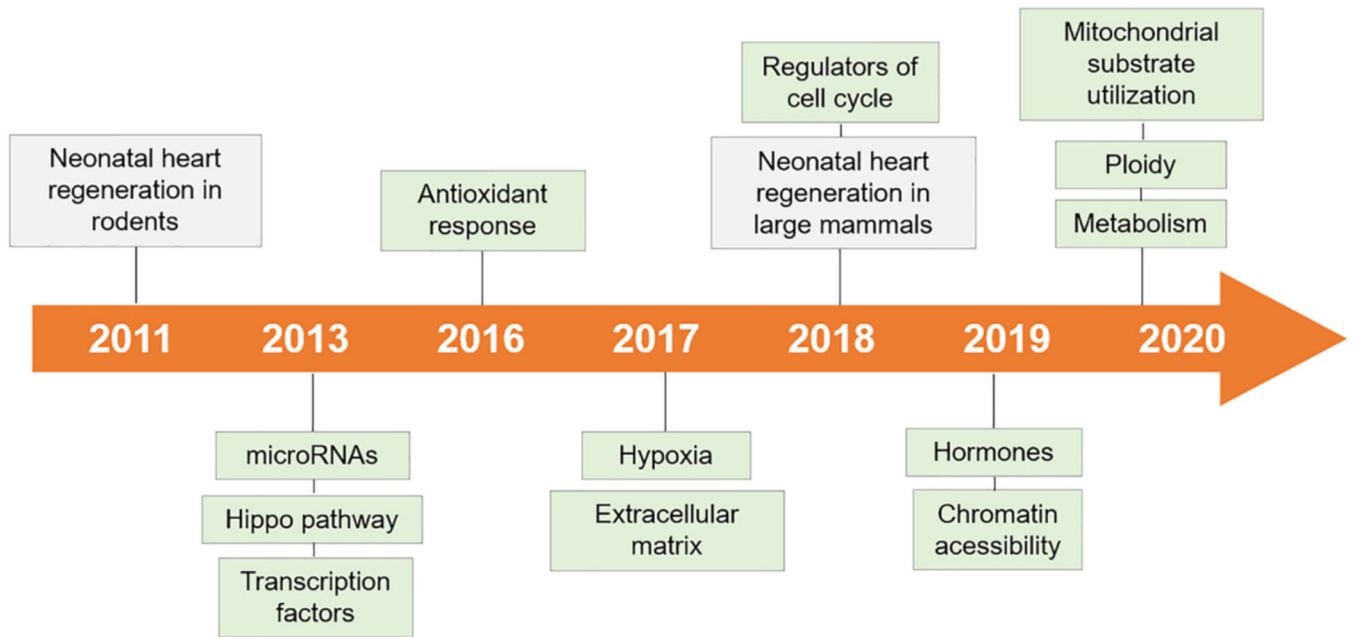 Neonatal heart
regeneration in
rodents
Antioxidant
response
Regulators of
cell cycle
Neonatal heart
regeneration in
large mammals
Mitochondrial
substrate
utilization
Ploidy
Metabolism
2011 2013 2016 2017 2018 2019 2020
microRNAs
Hippo pathway
Transcription
factors
Hypoxia
Extracellular
matrix
Hormones
Chromatin
acessibility